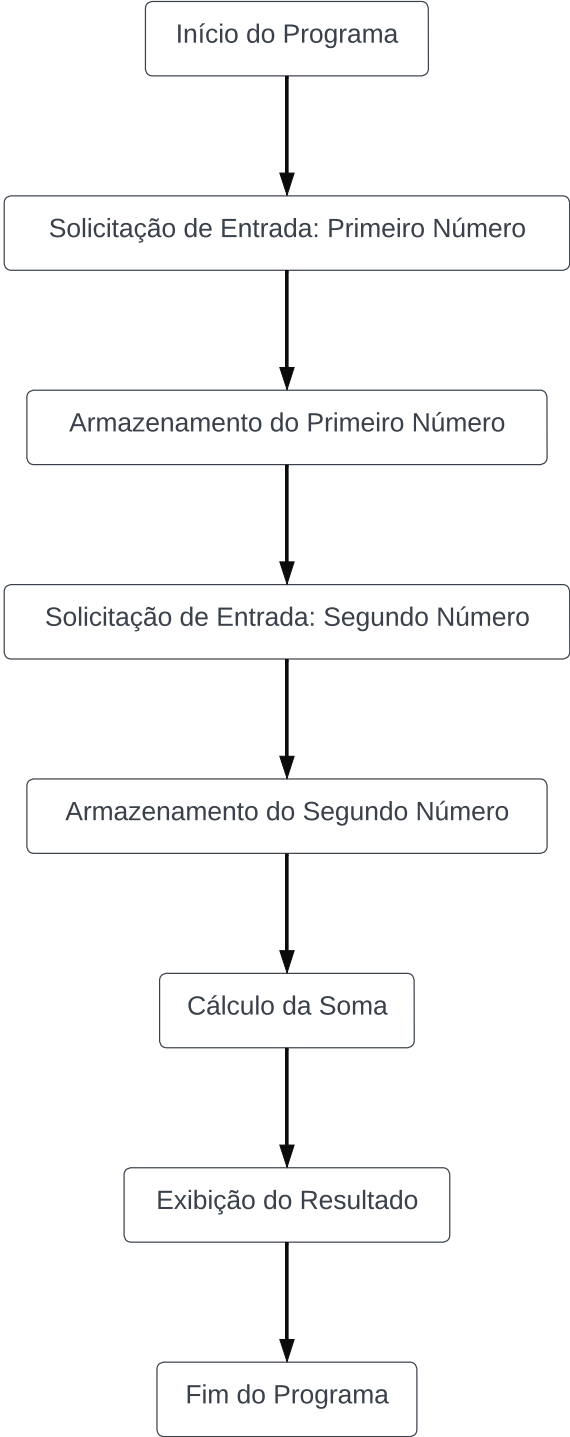 Início do Programa
Solicitação de Entrada: Primeiro Número
Armazenamento do Primeiro Número
Solicitação de Entrada: Segundo Número
Armazenamento do Segundo Número
Cálculo da Soma
Exibição do Resultado
Fim do Programa